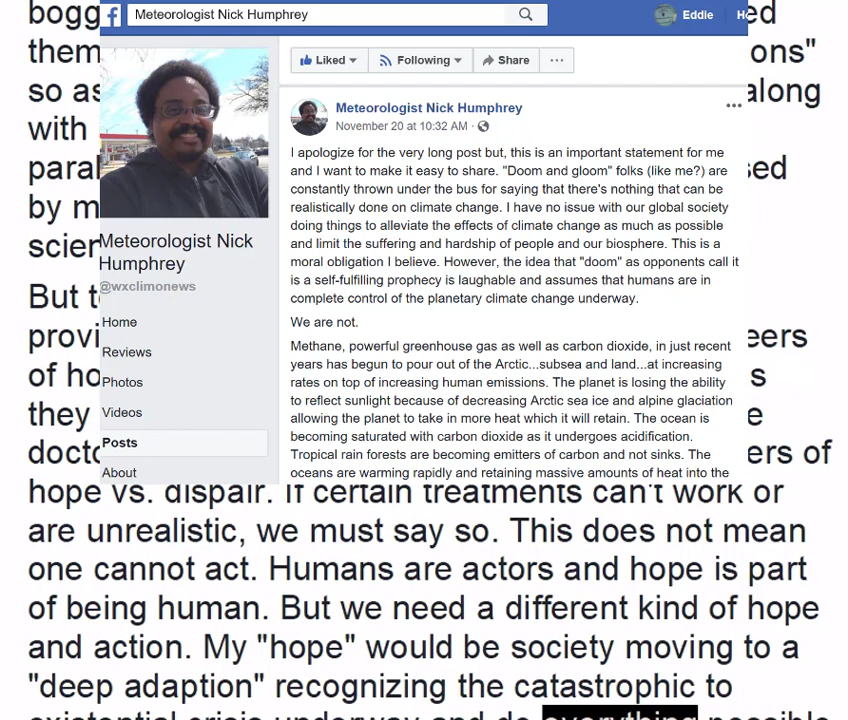 bogg
ed
them
ons"
so as
along
with
paral
sed
by m
scien
But t
provi
eers
of ho
s
they
e
docto
ers of
Meteorologist Nick Humphrey
Eddie
Liked
Following
Share
Meteorologist Nick
Humphrey
@wxclimonews
Home
Reviews
Photos
Videos
Posts
About
Meteorologist Nick Humphrey
November 20 at 10:32 AM ·
I apologize for the very long post but, this is an important statement for me
and I want to make it easy to share. "Doom and gloom" folks (like me?) are
constantly thrown under the bus for saying that there's nothing that can be
realistically done on climate change. I have no issue with our global society
doing things to alleviate the effects of climate change as much as possible
and limit the suffering and hardship of people and our biosphere. This is a
moral obligation I believe. However, the idea that "doom" as opponents call it
is a self-fulfilling prophecy is laughable and assumes that humans are in
complete control of the planetary climate change underway.
We are not.
Methane, powerful greenhouse gas as well as carbon dioxide, in just recent
years has begun to pour out of the Arctic...subsea and land...at increasing
rates on top of increasing human emissions. The planet is losing the ability
to reflect sunlight because of decreasing Arctic sea ice and alpine glaciation
allowing the planet to take in more heat which it will retain. The ocean is
becoming saturated with carbon dioxide as it undergoes acidification.
Tropical rain forests are becoming emitters of carbon and not sinks. The
oceans are warming rapidly and retaining massive amounts of heat into the
hope vs. dispair. If certain treatments can't work or
are unrealistic, we must say so. This does not mean
one cannot act. Humans are actors and hope is part
of being human. But we need a different kind of hope
and action. My "hope" would be society moving to a
"deep adaption" recognizing the catastrophic to
existential crisis underway and do everything possible